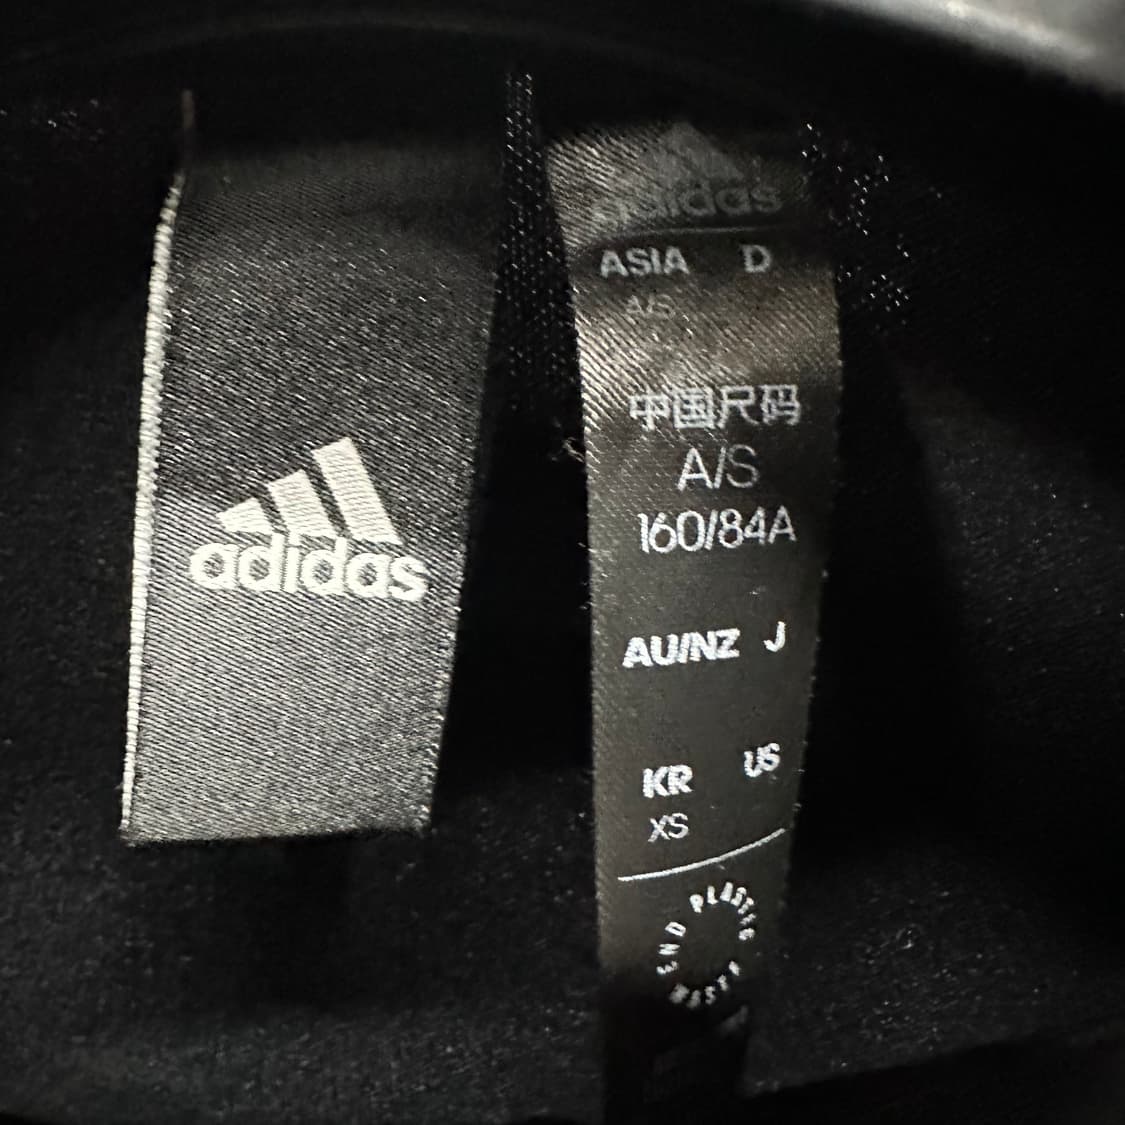 adidas
adidas
ASIA D
A/S
中国尺码
A/S
160/84A
AU/NZ J
KR US
XS
END PLASTIC WASTE